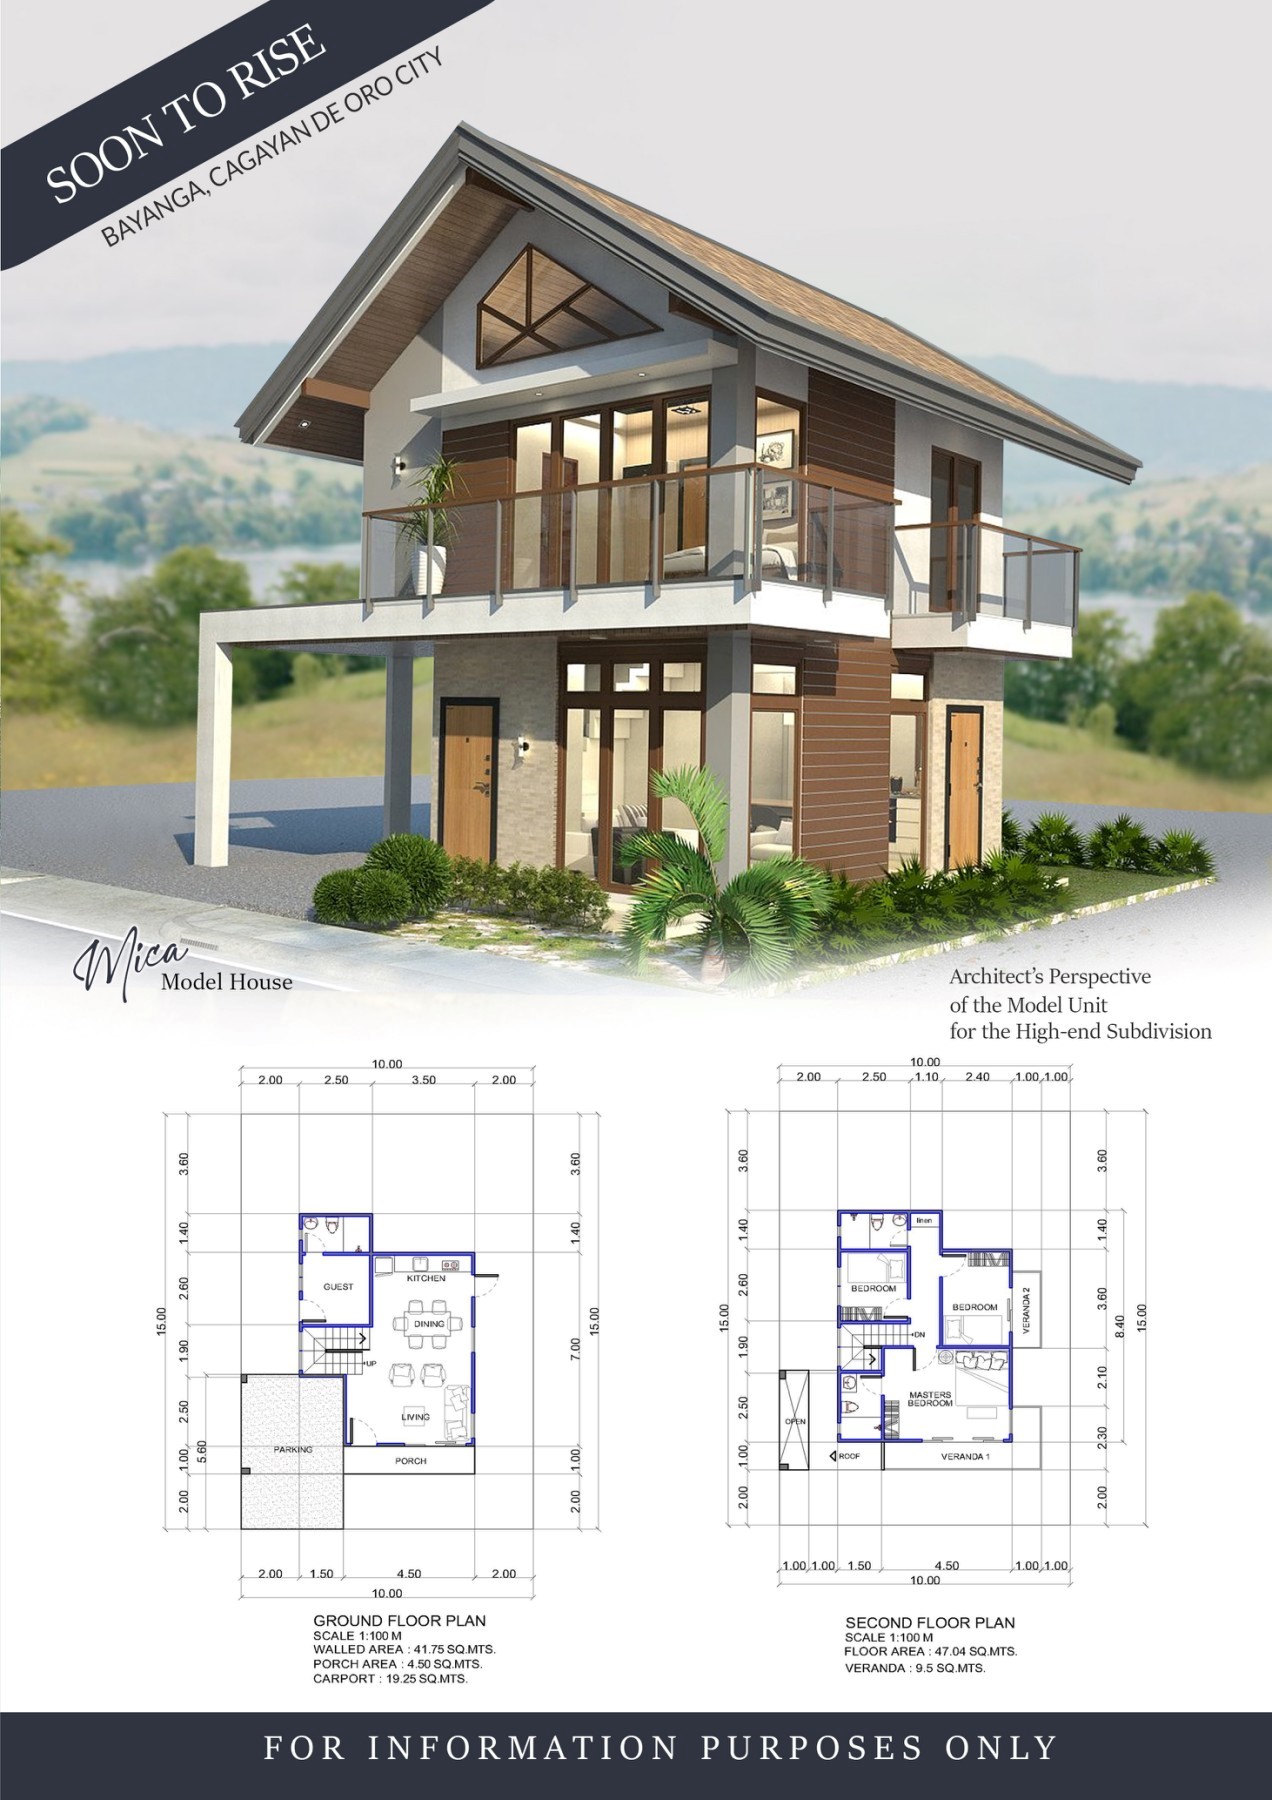 SOON TO RISE
BAYANGA, CAGAYAN DE ORO CITY
Mica
Model House
Architect's Perspective
of the Model Unit
for the High-end Subdivision
10.00
2.00 2.50 3.50 2.00
3.60
1.40
2.60
1.90
2.50
1.00
2.00
15.00
5.60
3.60
1.40
7.00
1.00
2.00
15.00
GUEST
KITCHEN
DINING
UP
LIVING
PARKING
PORCH
2.00 1.50 4.50 2.00
10.00
GROUND FLOOR PLAN
SCALE 1:100 M
WALLED AREA : 41.75 SQ.MTS.
PORCH AREA : 4.50 SQ.MTS.
CARPORT : 19.25 SQ.MTS.
10.00
2.00 2.50 1.10 2.40 1.00 1.00
3.60
1.40
2.60
1.90
2.50
1.00
2.00
15.00
3.60
1.40
3.60
2.10
2.30
2.00
8.40
15.00
linen
BEDROOM
BEDROOM
VERANDA 2
DN
MASTERS
BEDROOM
OPEN
ROOF
VERANDA 1
1.00 1.00 1.50 4.50 1.00 1.00
10.00
SECOND FLOOR PLAN
SCALE 1:100 M
FLOOR AREA : 47.04 SQ.MTS.
VERANDA : 9.5 SQ.MTS.
FOR INFORMATION PURPOSES ONLY